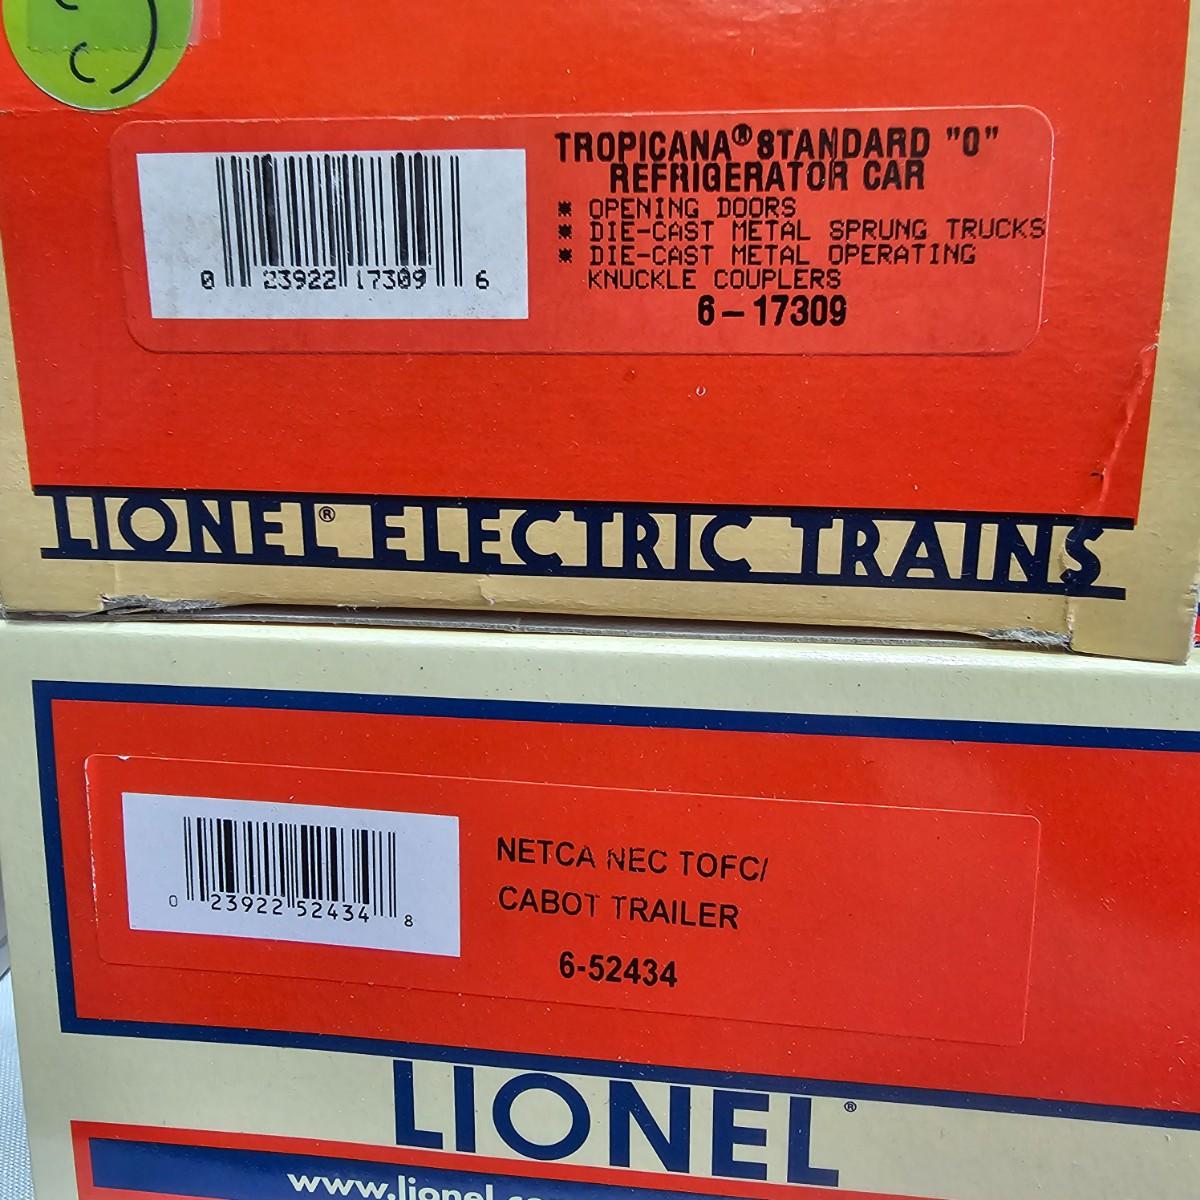 TROPICANA® STANDARD "O"
REFRIGERATOR CAR
* OPENING DOORS
* DIE-CAST METAL SPRUNG TRUCKS
* DIE-CAST METAL OPERATING
KNUCKLE COUPLERS
6-17309
0 23922 17309 6
LIONEL® ELECTRIC TRAINS
NETCA NEC TOFC/
CABOT TRAILER
6-52434
0 23922 52434 8
LIONEL®